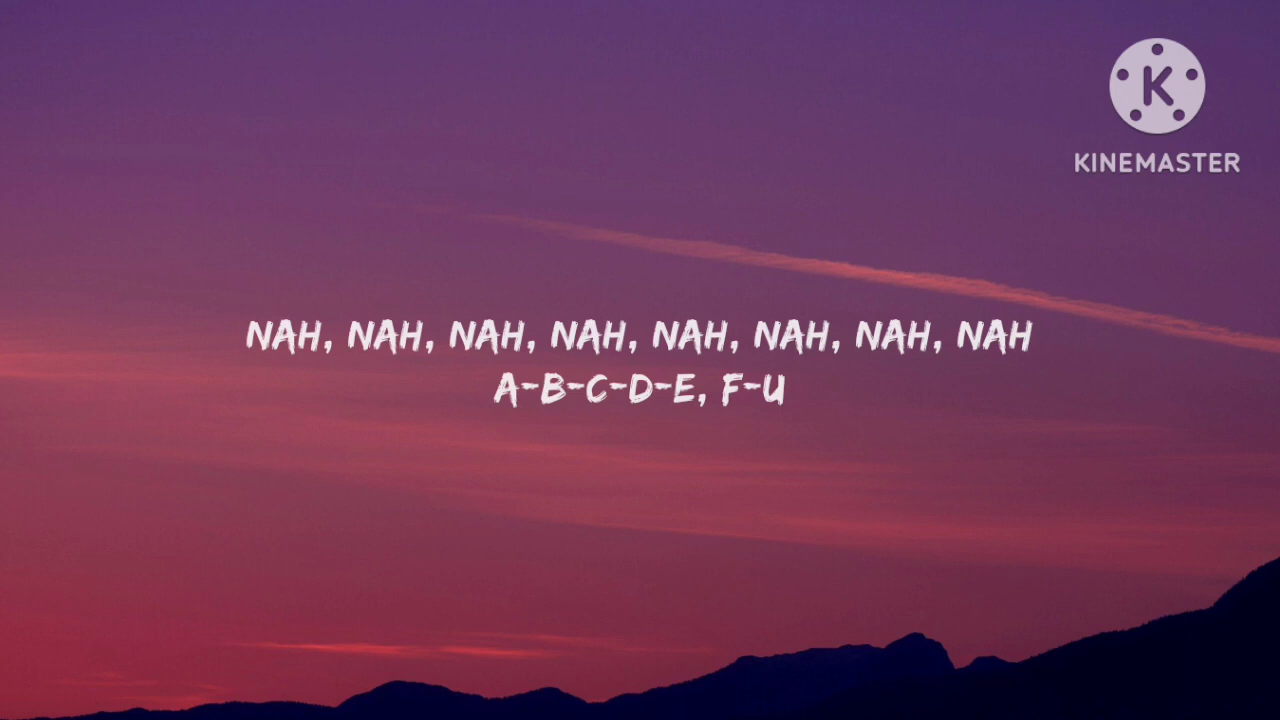 K
KINEMASTER
NAH, NAH, NAH, NAH, NAH, NAH, NAH, NAH
A-B-C-D-E, F-U